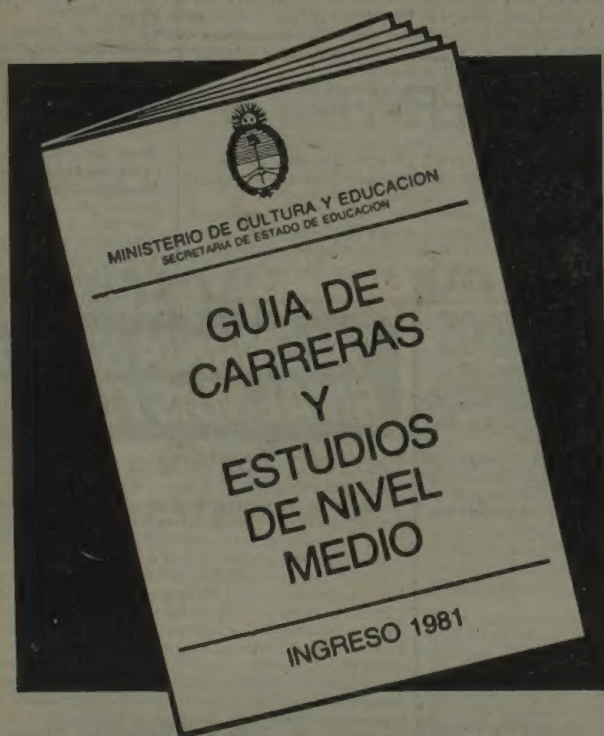 MINISTERIO DE CULTURA Y EDUCACION
SECRETARIA DE ESTADO DE EDUCACION
GUIA DE
CARRERAS
Y
ESTUDIOS
DE NIVEL
MEDIO
INGRESO 1981